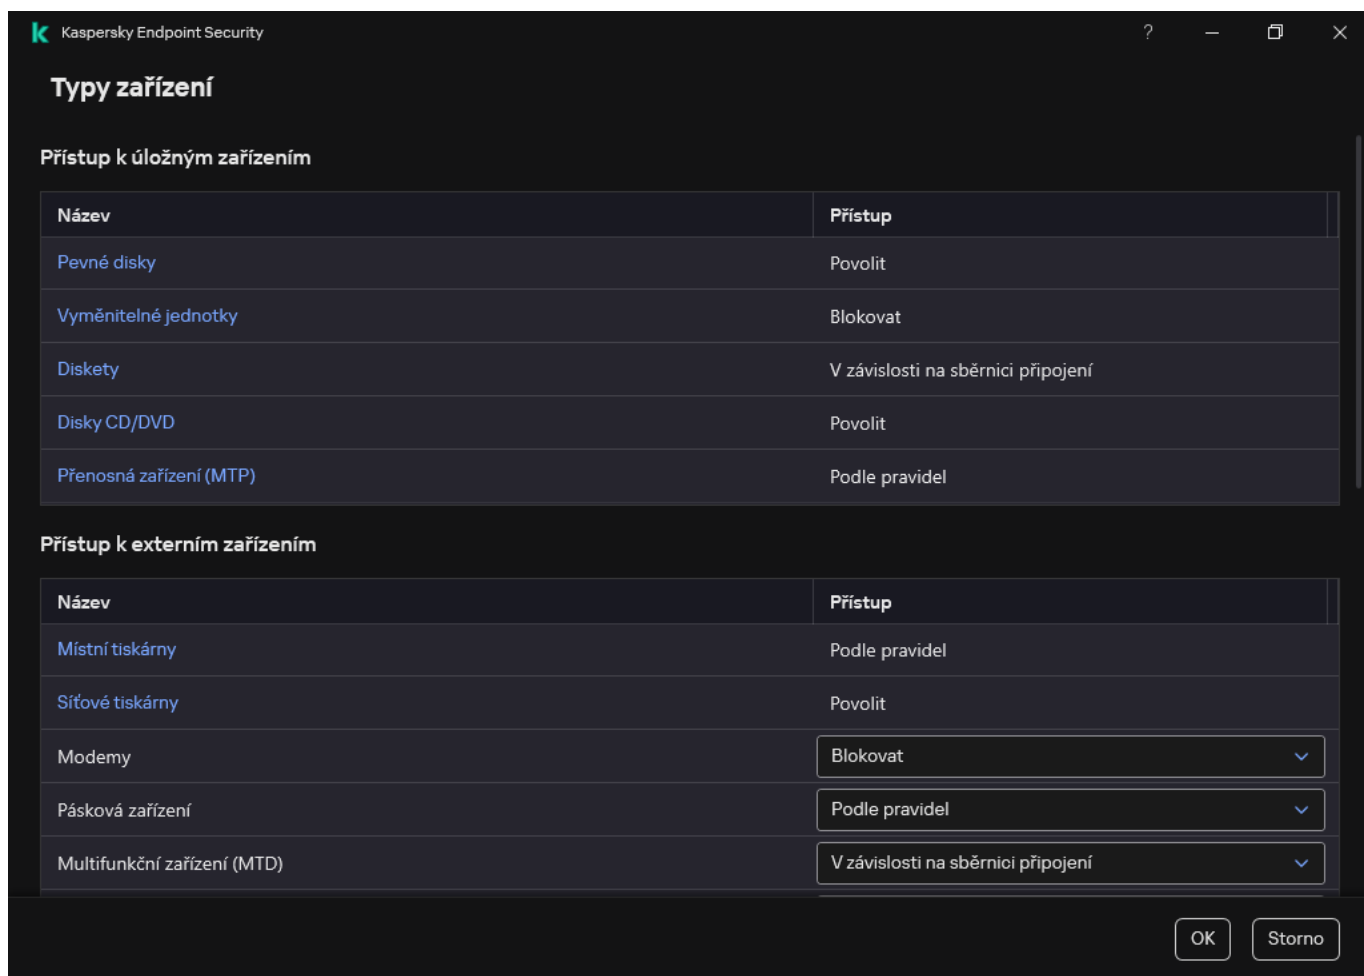 Kaspersky Endpoint Security
?
Typy zařízení
Přístup k úložným zařízením
Název Přístup
Pevné disky Povolit
Vyměnitelné jednotky Blokovat
Diskety V závislosti na sběrnici připojení
Disky CD/DVD Povolit
Přenosná zařízení (MTP) Podle pravidel
Přístup k externím zařízením
Název Přístup
Místní tiskárny Podle pravidel
Síťové tiskárny Povolit
Modemy Blokovat
Pásková zařízení Podle pravidel
Multifunkční zařízení (MTD) V závislosti na sběrnici připojení
OK Storno